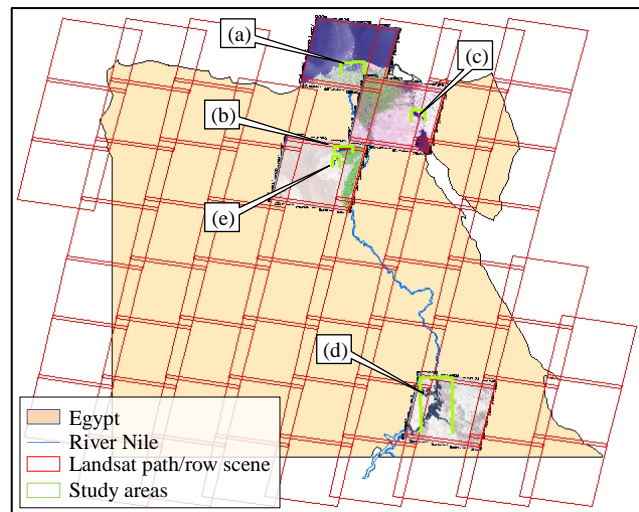 (a)
(c)
(b)
(e)
(d)
Egypt
River Nile
Landsat path/row scene
Study areas